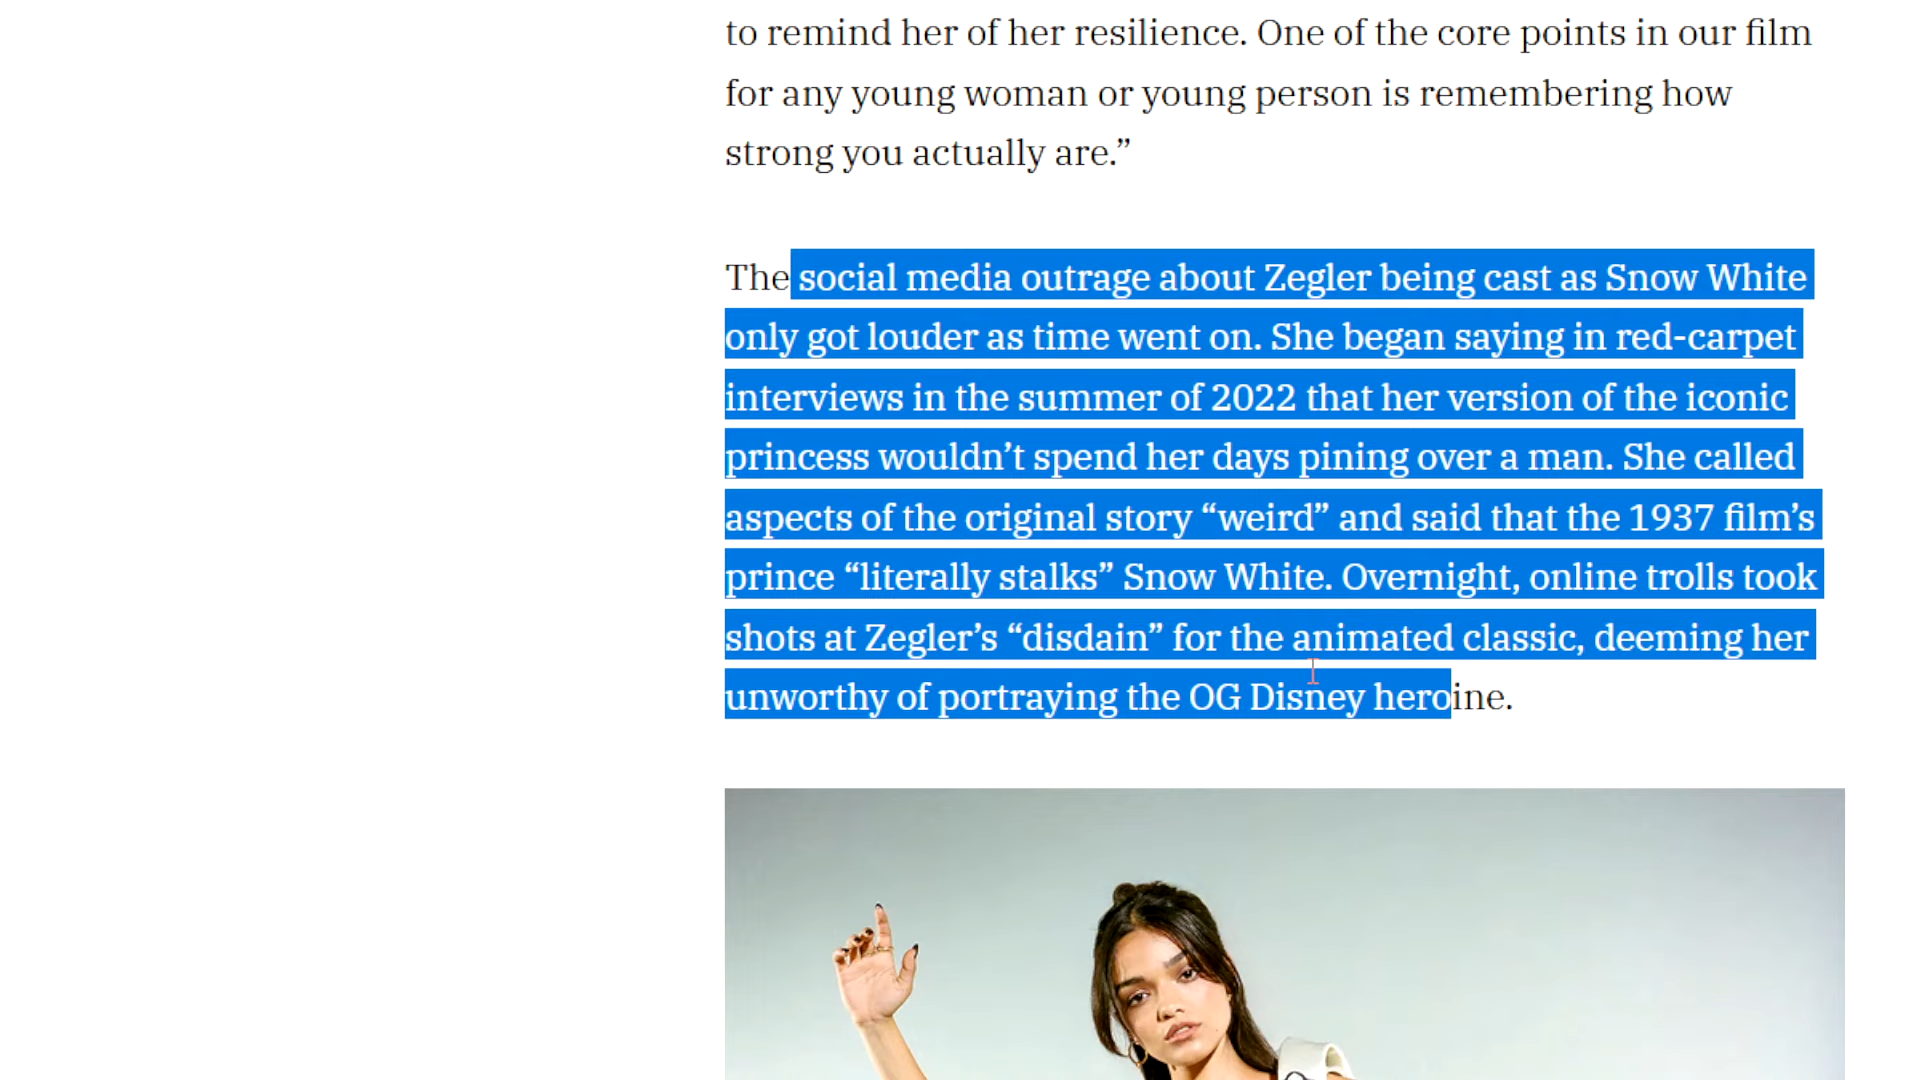 to remind her of her resilience. One of the core points in our film
for any young woman or young person is remembering how
strong you actually are.”
The social media outrage about Zegler being cast as Snow White
only got louder as time went on. She began saying in red-carpet
interviews in the summer of 2022 that her version of the iconic
princess wouldn’t spend her days pining over a man. She called
aspects of the original story “weird” and said that the 1937 film’s
prince “literally stalks” Snow White. Overnight, online trolls took
shots at Zegler’s “disdain” for the animated classic, deeming her
unworthy of portraying the OG Disney heroine.